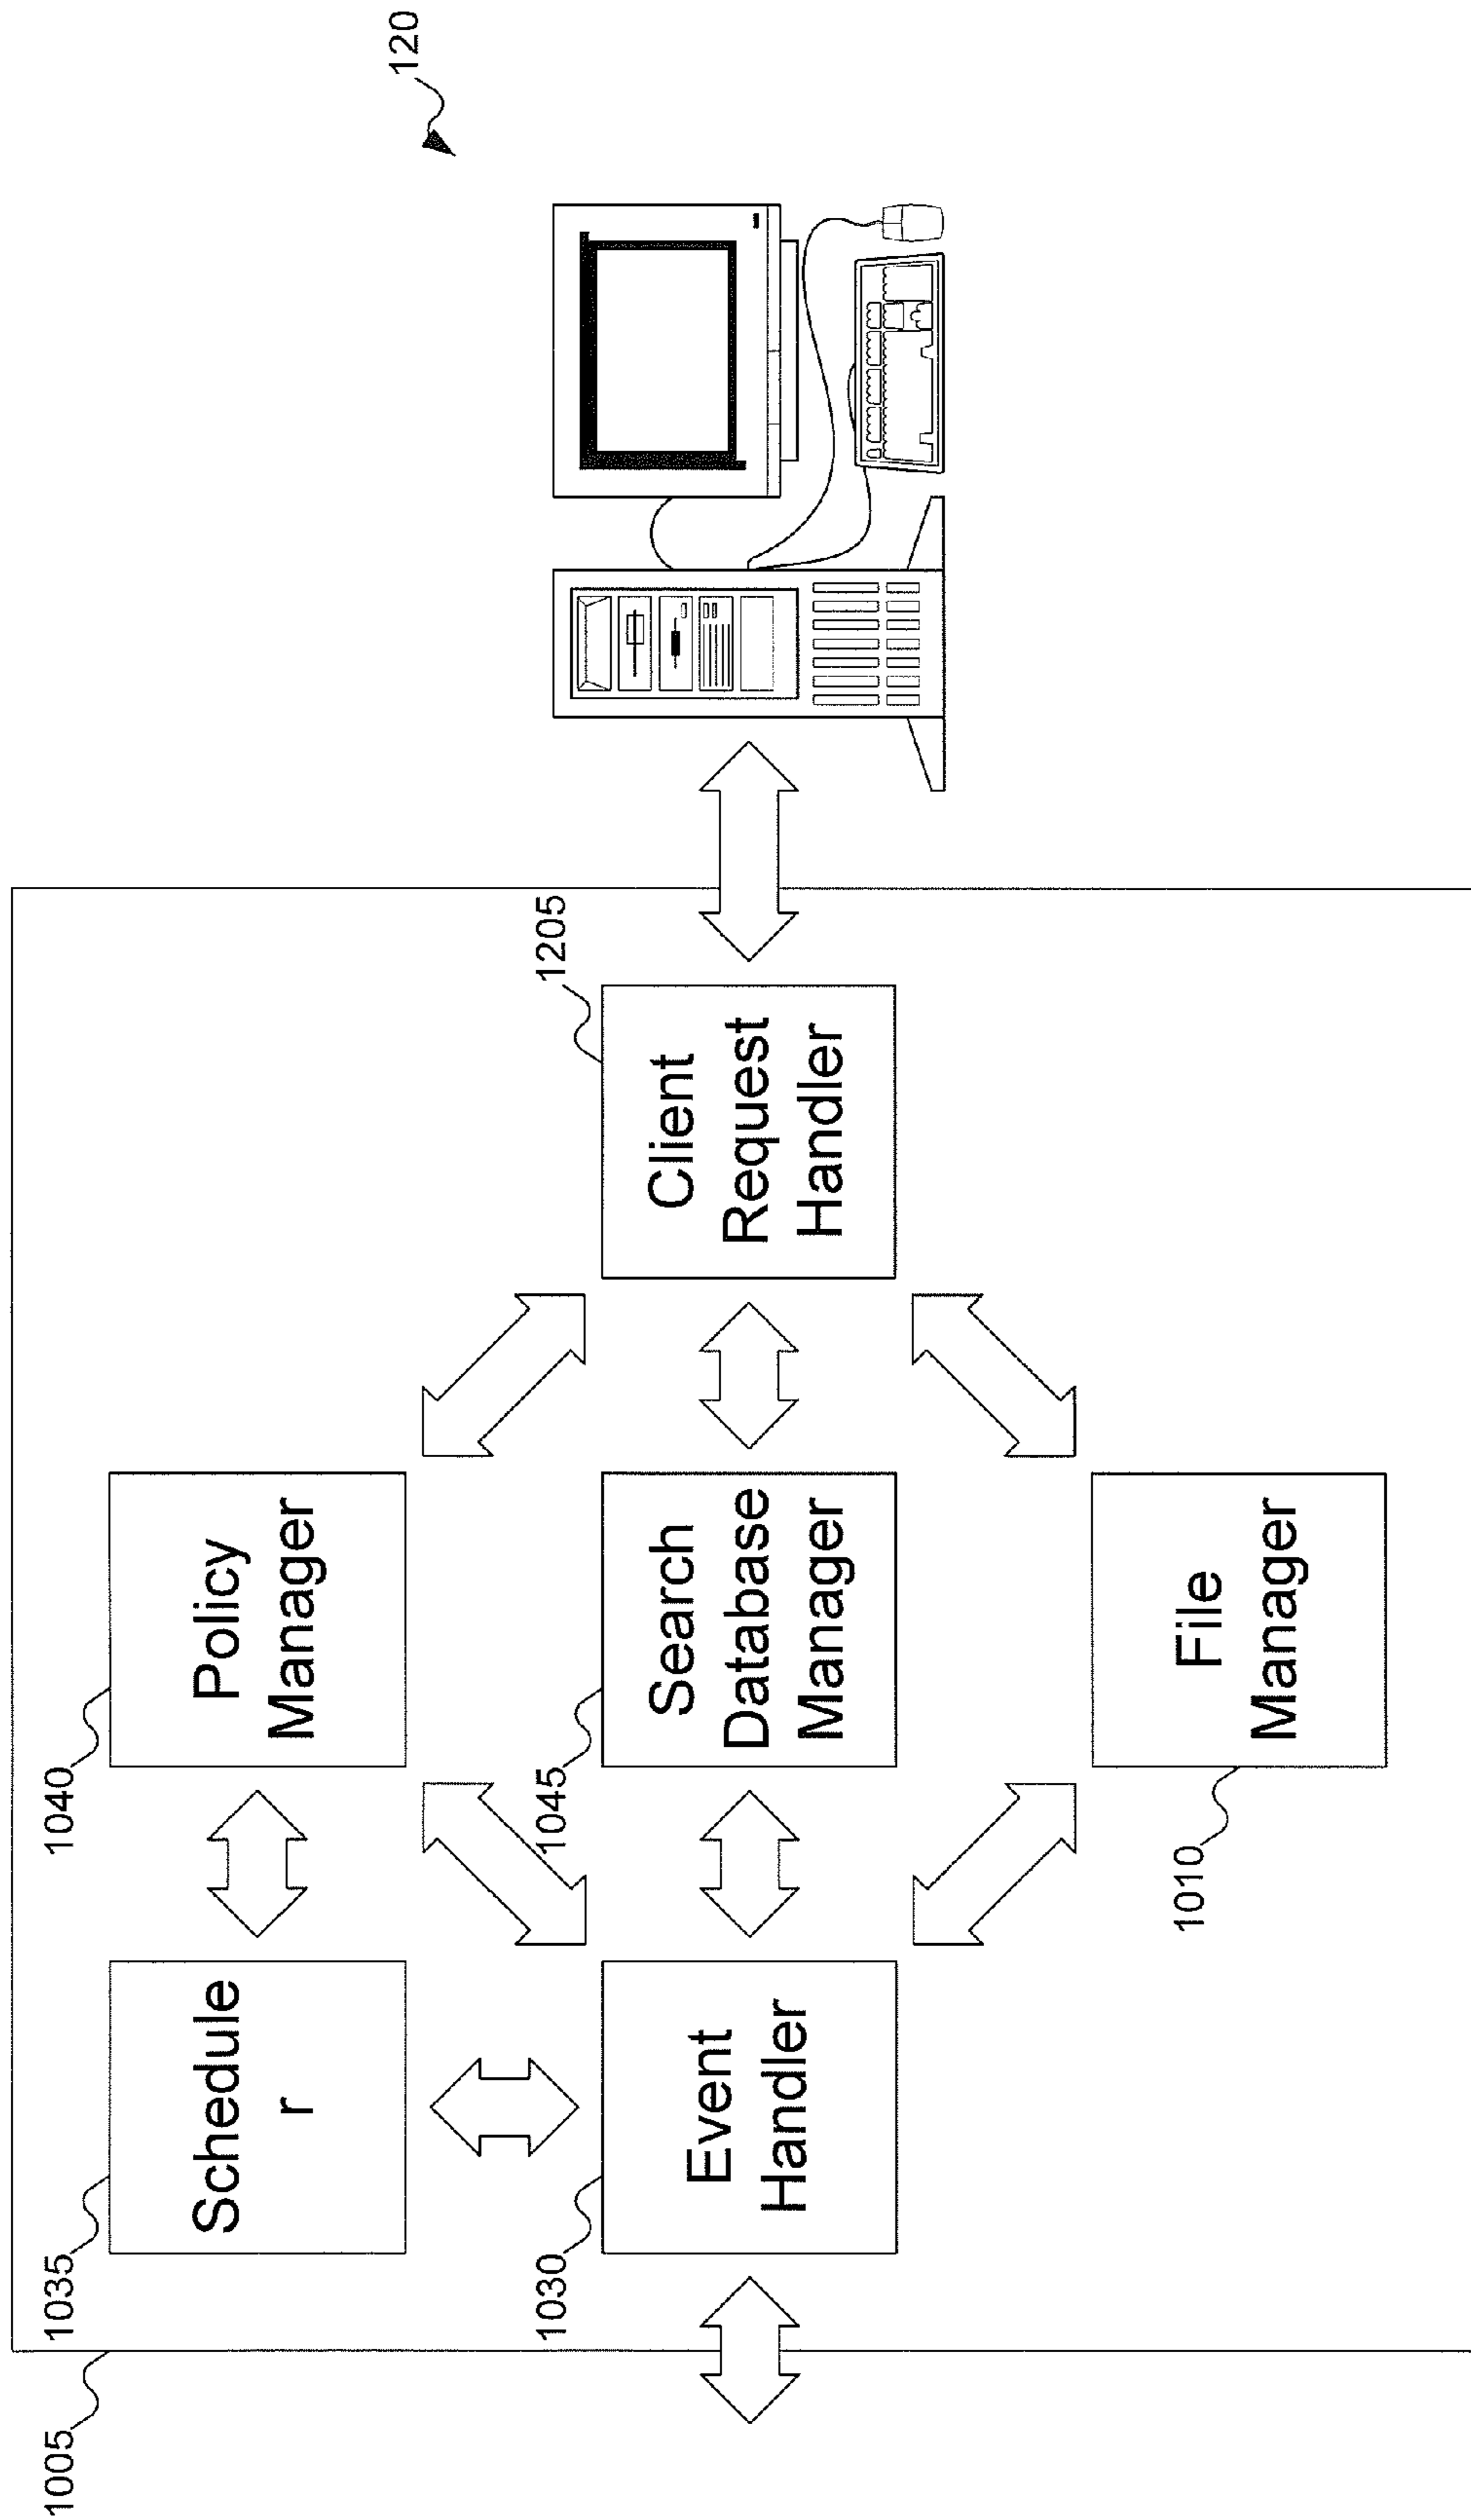 120
1005
1035
Schedule
r
1040
Policy
Manager
1030
Event
Handler
1045
Search
Database
Manager
1205
Client
Request
Handler
1010
File
Manager